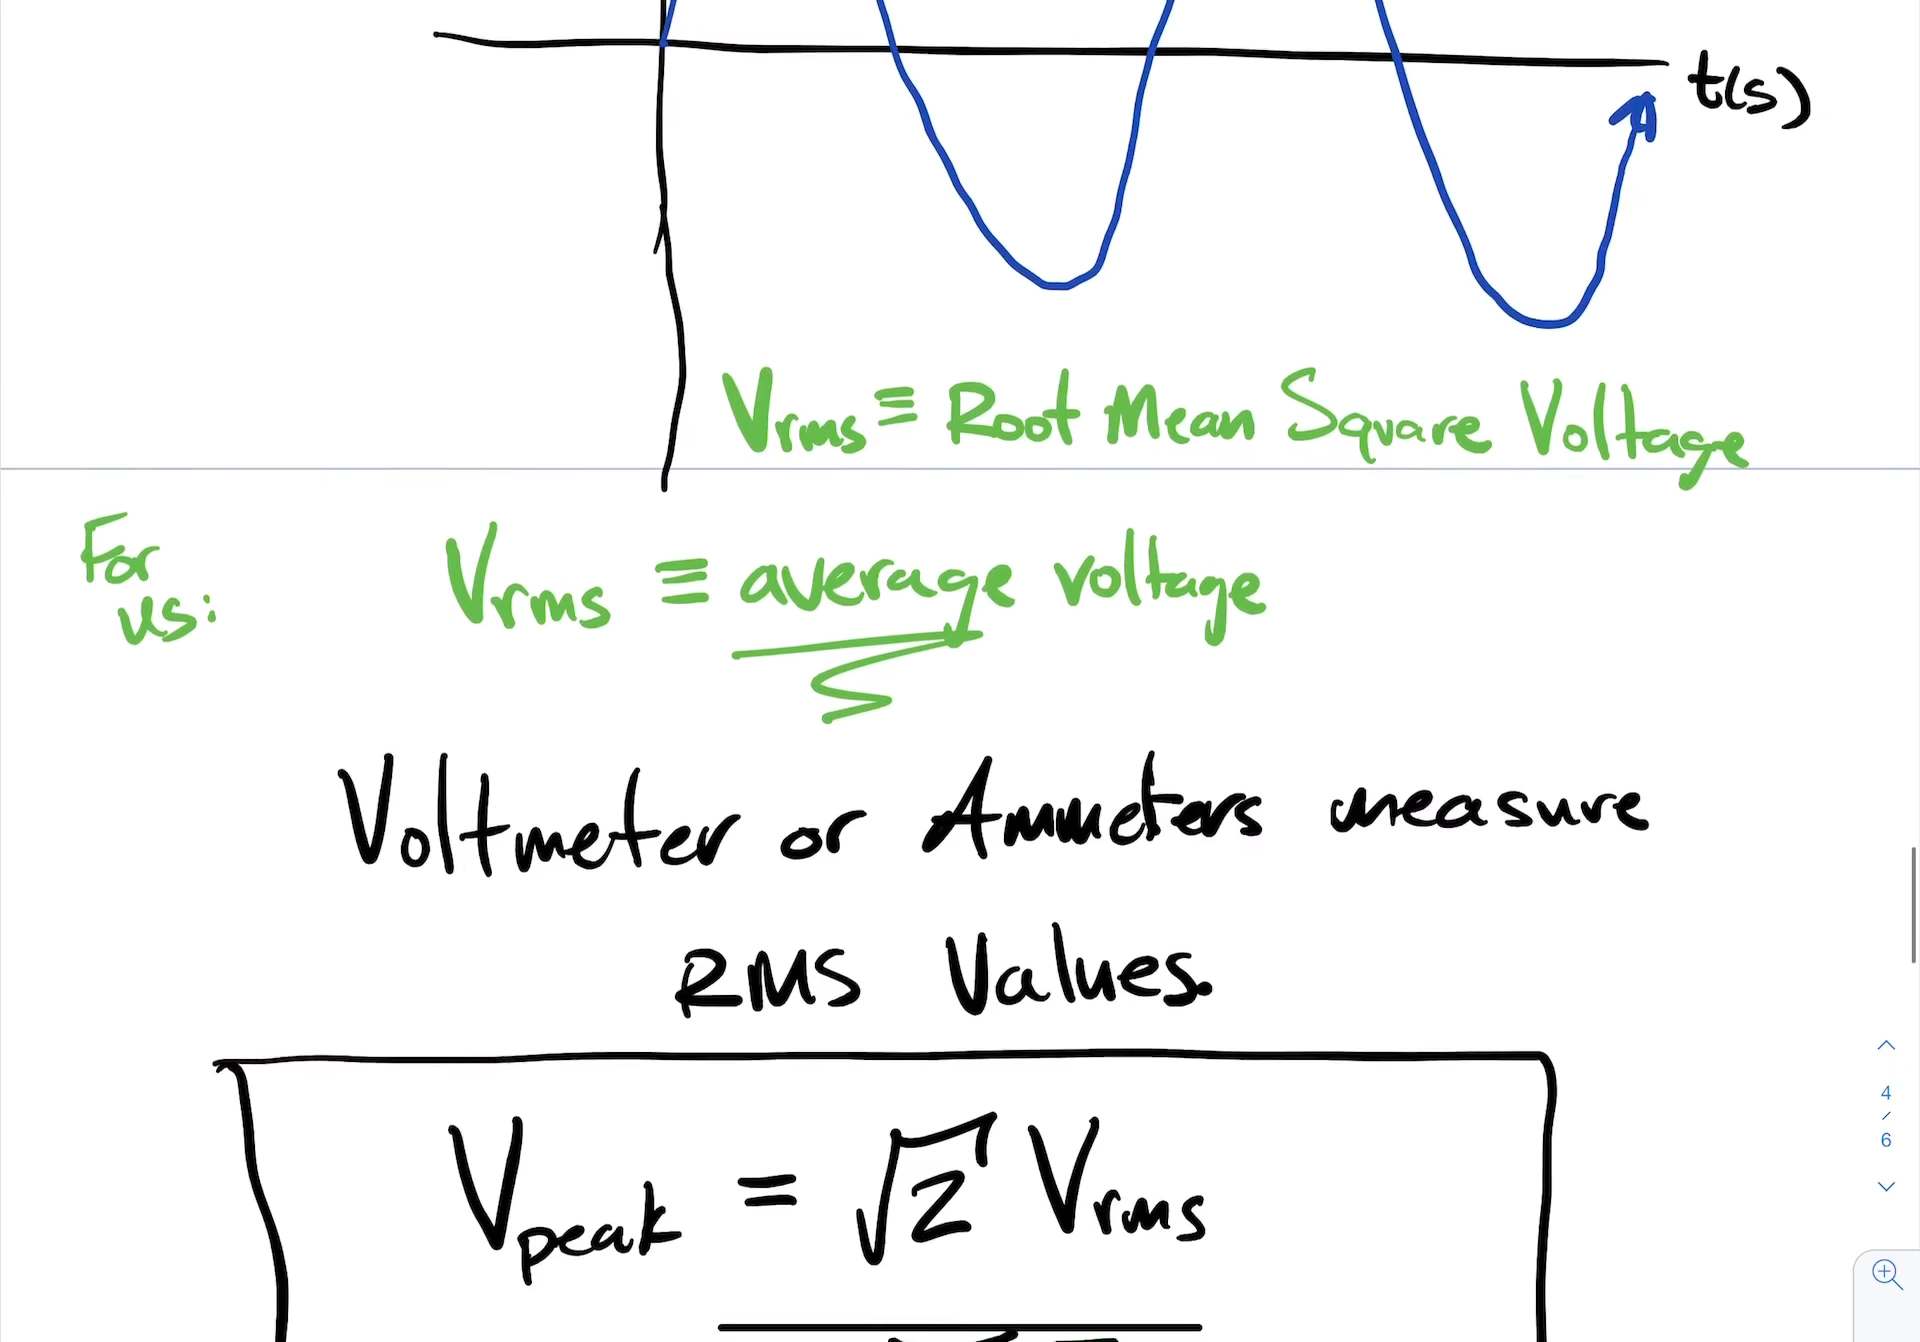 t(s)
Vrms ≡ Root Mean Square Voltage
For
us:
Vrms ≡ average voltage
Voltmeter or Ammeters measure
RMS Values.
Vpeak = √2 Vrms
4
/
6